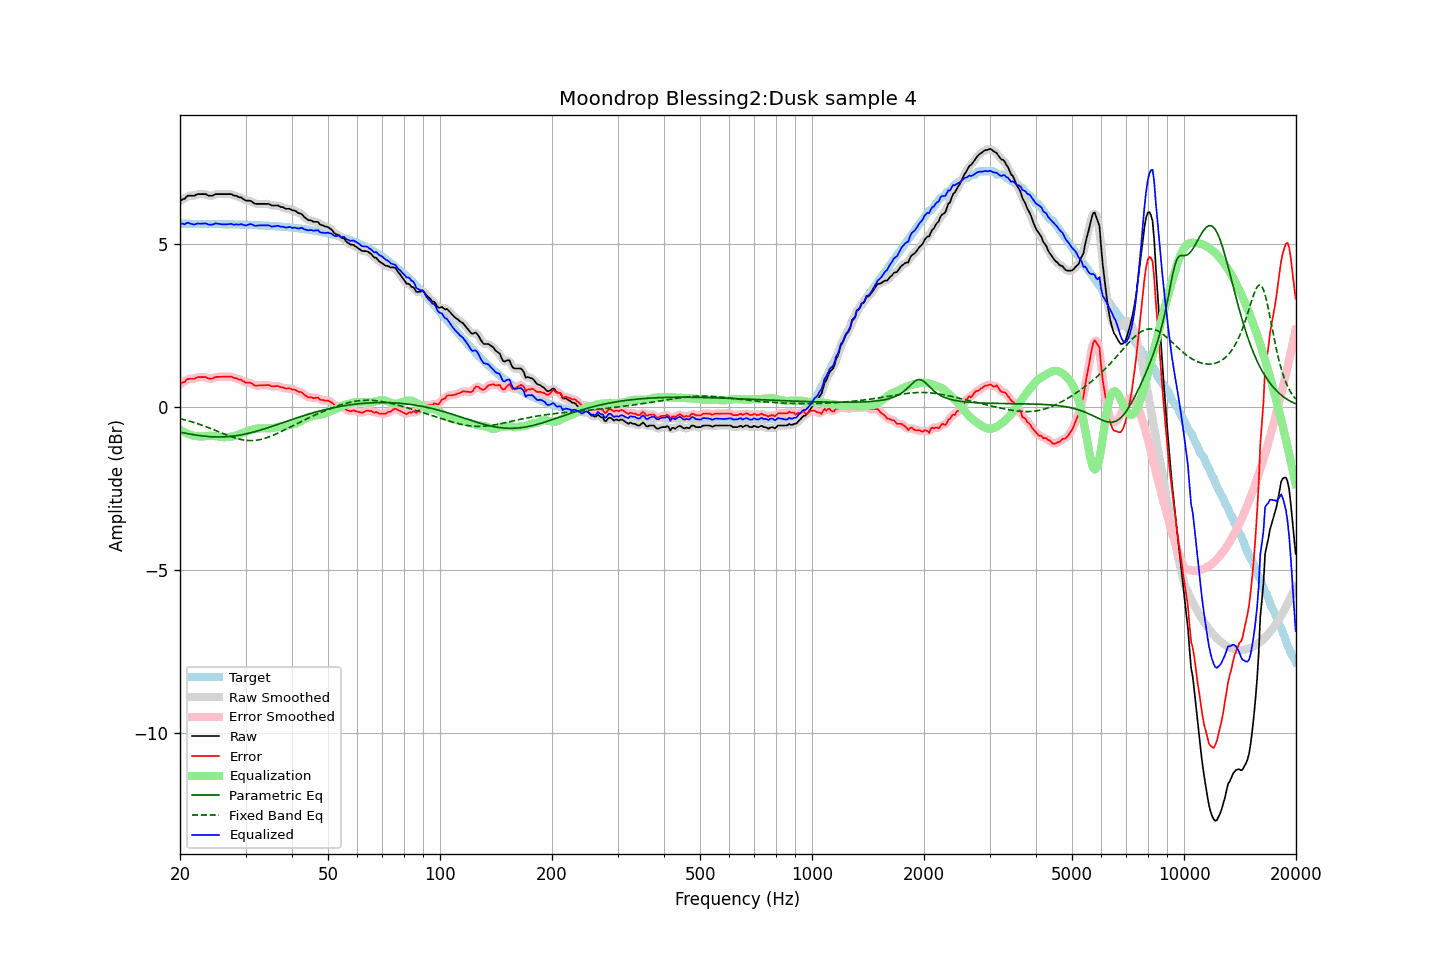 Moondrop Blessing2:Dusk sample 4
Amplitude (dBr)
5
0
−5
−10
Target
Raw Smoothed
Error Smoothed
Raw
Error
Equalization
Parametric Eq
Fixed Band Eq
Equalized
20 50 100 200 500 1000 2000 5000 10000 20000
Frequency (Hz)